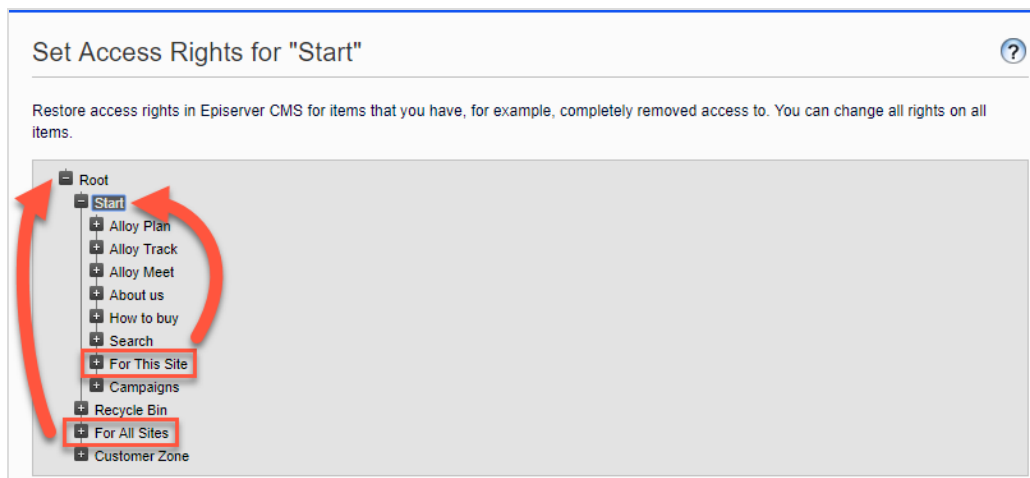 Set Access Rights for "Start"
?
Restore access rights in Episerver CMS for items that you have, for example, completely removed access to. You can change all rights on all
items.
Root
Start
Alloy Plan
Alloy Track
Alloy Meet
About us
How to buy
Search
For This Site
Campaigns
Recycle Bin
For All Sites
Customer Zone